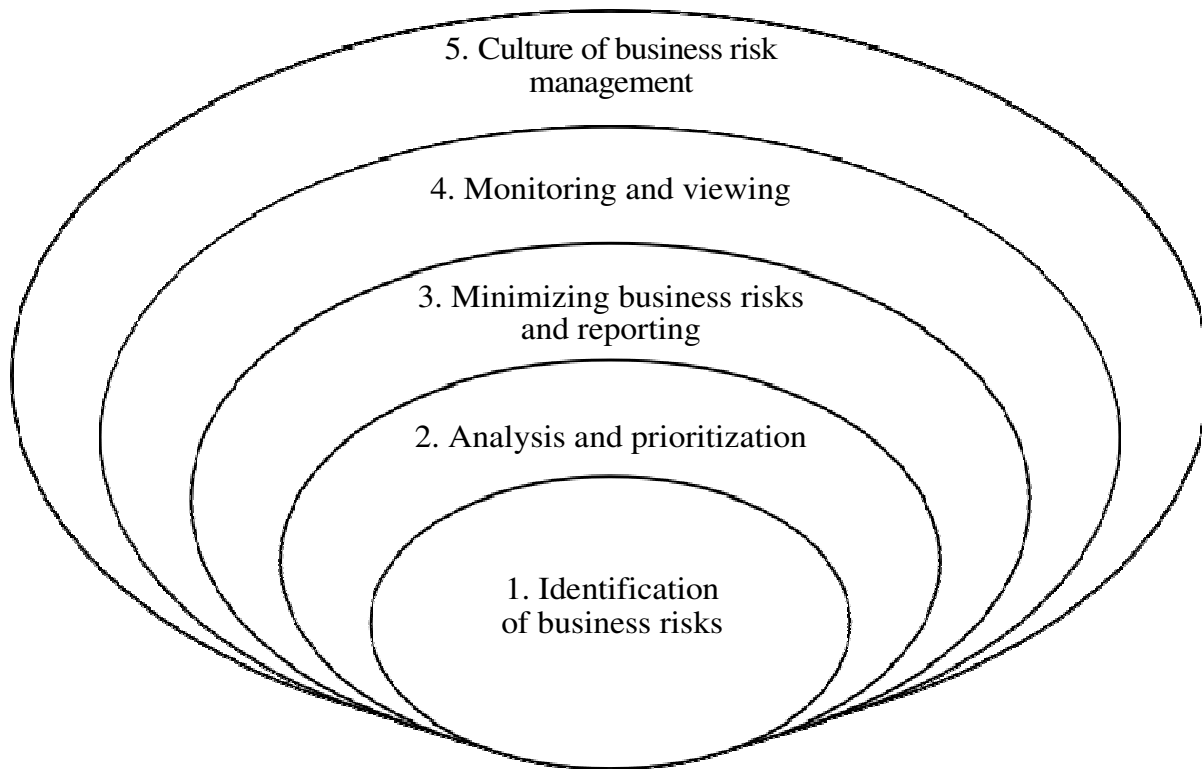 5. Culture of business risk
management
4. Monitoring and viewing
3. Minimizing business risks
and reporting
2. Analysis and prioritization
1. Identification
of business risks